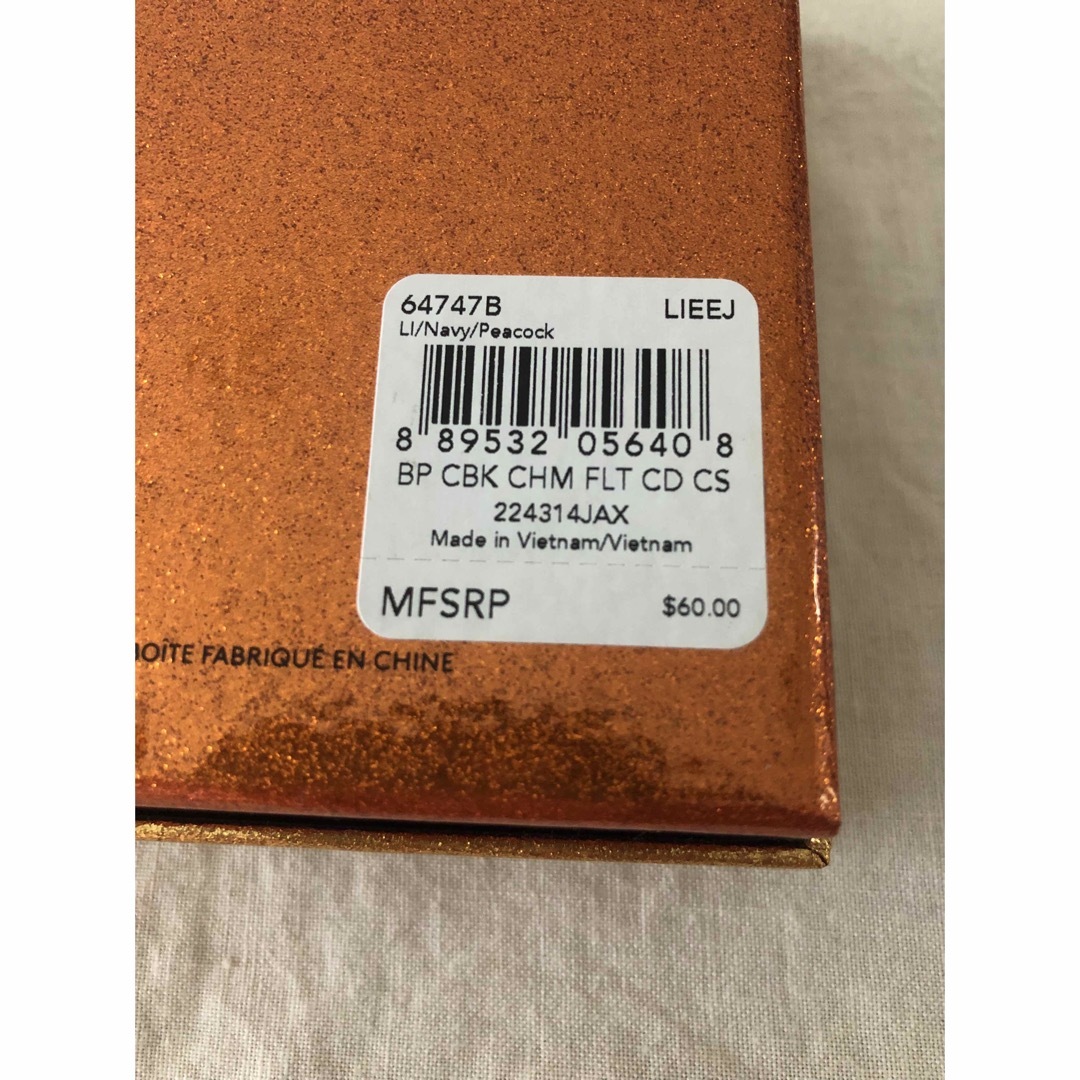 64747B LIEEJ
LI/Navy/Peacock
8 89532 05640 8
BP CBK CHM FLT CD CS
224314JAX
Made in Vietnam/Vietnam
MFSRP $60.00
FABRIQUÉ EN CHINE